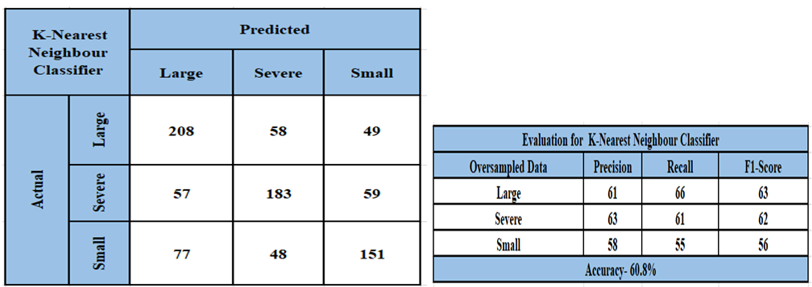 K-Nearest
Neighbour
Classifier
Predicted
Large Severe Small
Actual
Large 208 58 49
Severe 57 183 59
Small 77 48 151
Evaluation for K-Nearest Neighbour Classifier
Oversampled Data Precision Recall F1-Score
Large 61 66 63
Severe 63 61 62
Small 58 55 56
Accuracy- 60.8%